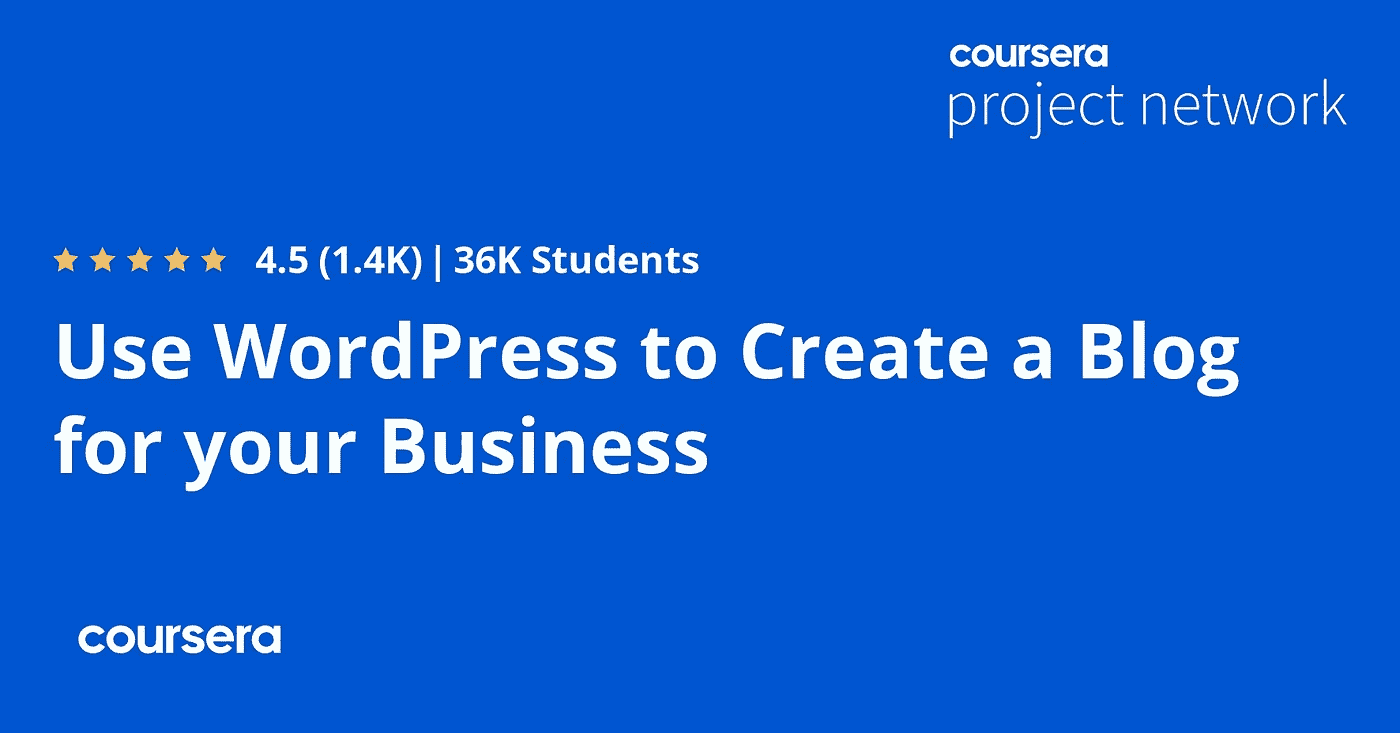 coursera
project network
4.5 (1.4K) | 36K Students
Use WordPress to Create a Blog
for your Business
coursera